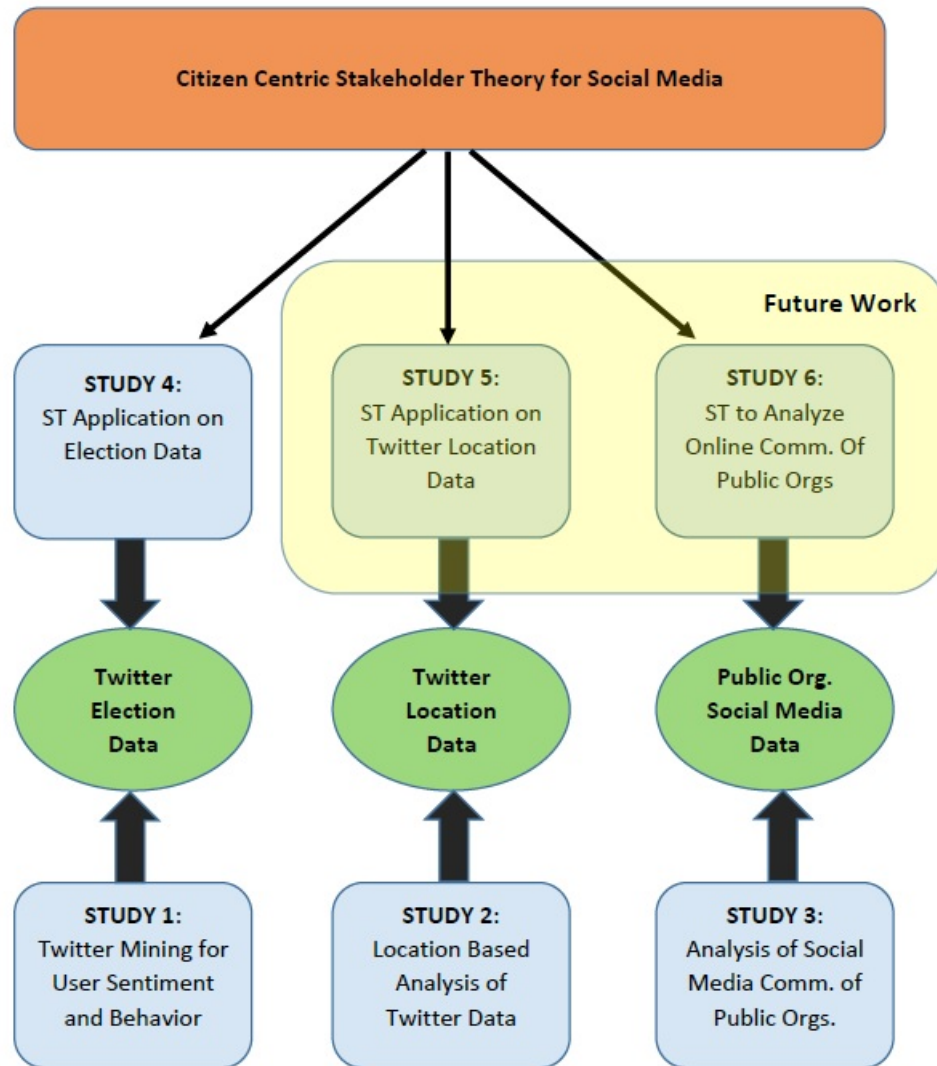 Citizen Centric Stakeholder Theory for Social Media
Future Work
STUDY 4:
ST Application on
Election Data
STUDY 5:
ST Application on
Twitter Location
Data
STUDY 6:
ST to Analyze
Online Comm. Of
Public Orgs
Twitter
Election
Data
Twitter
Location
Data
Public Org.
Social Media
Data
STUDY 1:
Twitter Mining for
User Sentiment
and Behavior
STUDY 2:
Location Based
Analysis of
Twitter Data
STUDY 3:
Analysis of Social
Media Comm. of
Public Orgs.